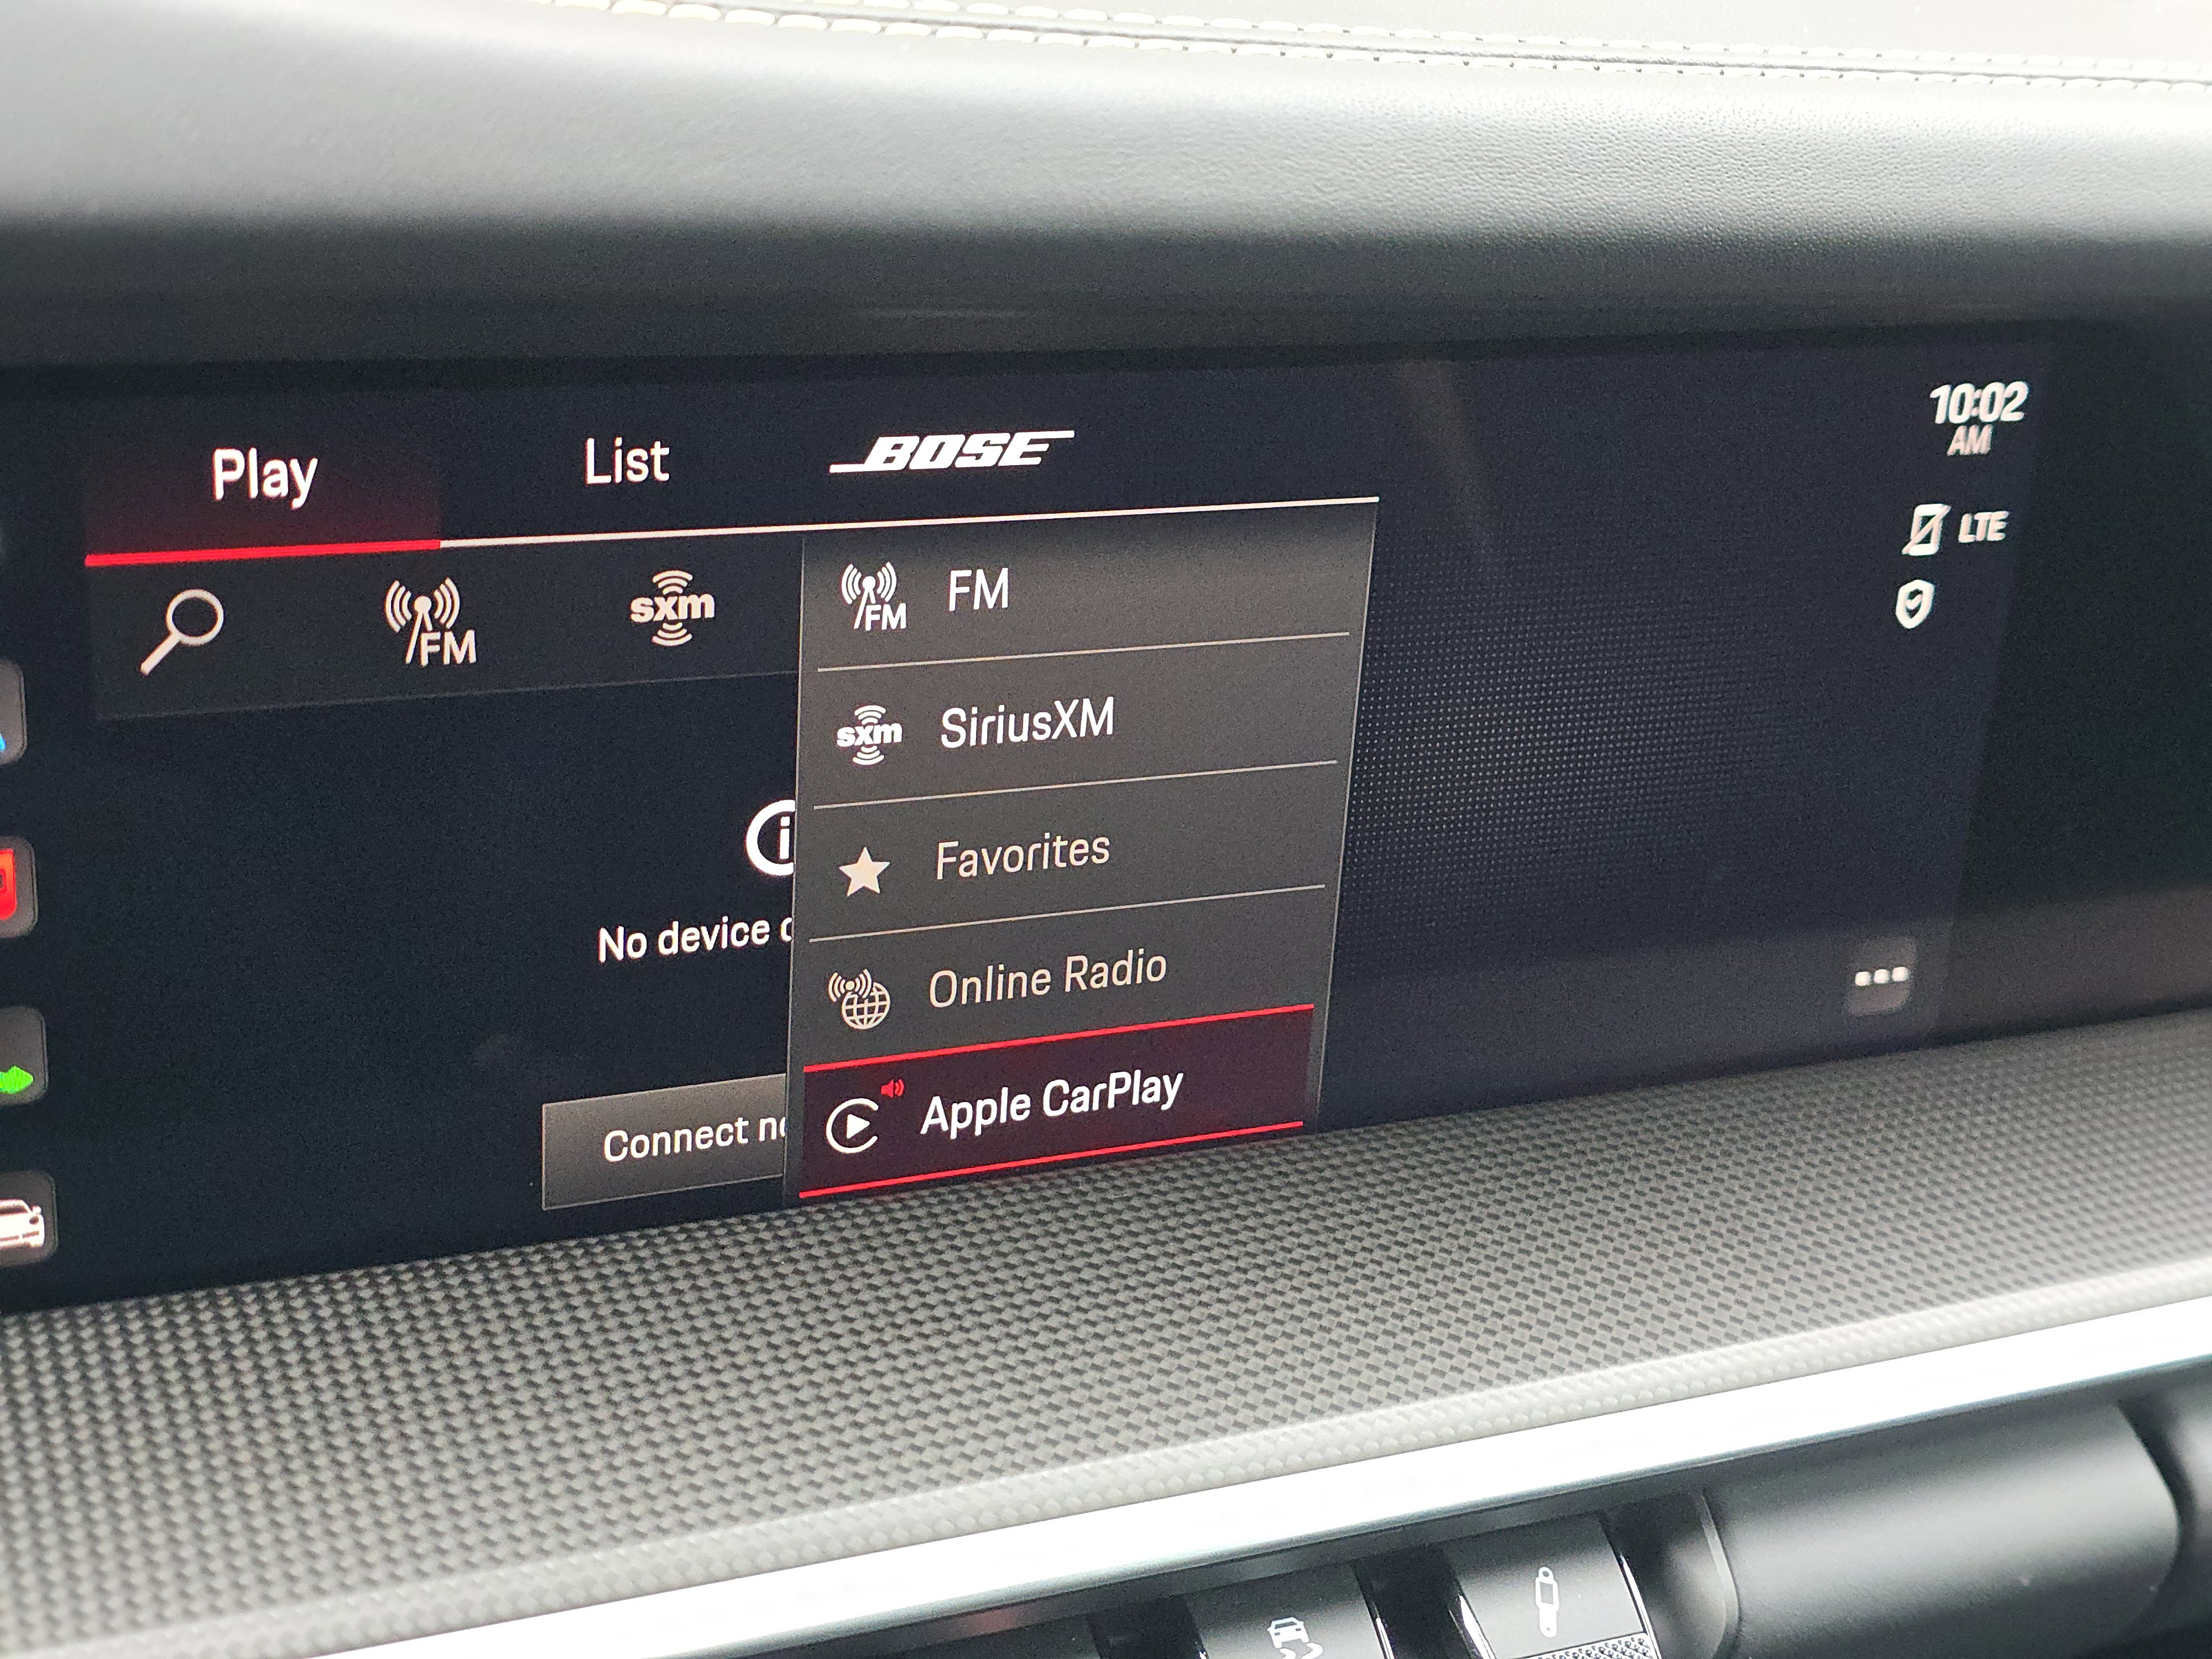 Play
List
BOSE
10:02
AM
LTE
FM
sxm
FM
FM
sxm
SiriusXM
Favorites
No device
Online Radio
Apple CarPlay
Connect